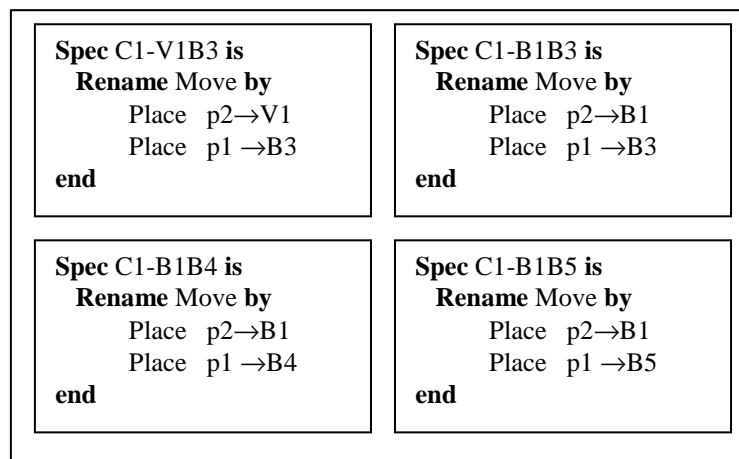 Spec C1-V1B3 is
Rename Move by
Place p2→V1
Place p1 →B3
end
Spec C1-B1B3 is
Rename Move by
Place p2→B1
Place p1 →B3
end
Spec C1-B1B4 is
Rename Move by
Place p2→B1
Place p1 →B4
end
Spec C1-B1B5 is
Rename Move by
Place p2→B1
Place p1 →B5
end